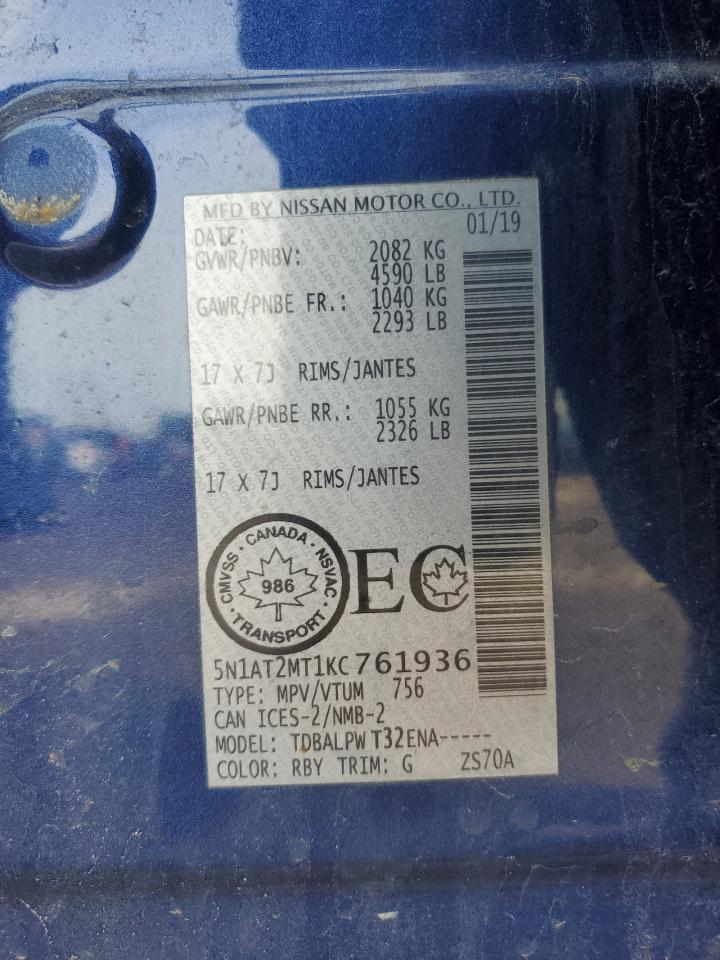 MFD BY NISSAN MOTOR CO., LTD.
DATE: 01/19
GVWR/PNBV: 2082 KG
4590 LB
GAWR/PNBE FR.: 1040 KG
2293 LB
17 X 7J RIMS/JANTES
GAWR/PNBE RR.: 1055 KG
2326 LB
17 X 7J RIMS/JANTES
CMVSS · CANADA · NSVAC · TRANSPORT ·
986
EC
5N1AT2MT1KC761936
TYPE: MPV/VTUM 756
CAN ICES-2/NMB-2
MODEL: TDBALPW T32ENA-----
COLOR: RBY TRIM: G ZS70A